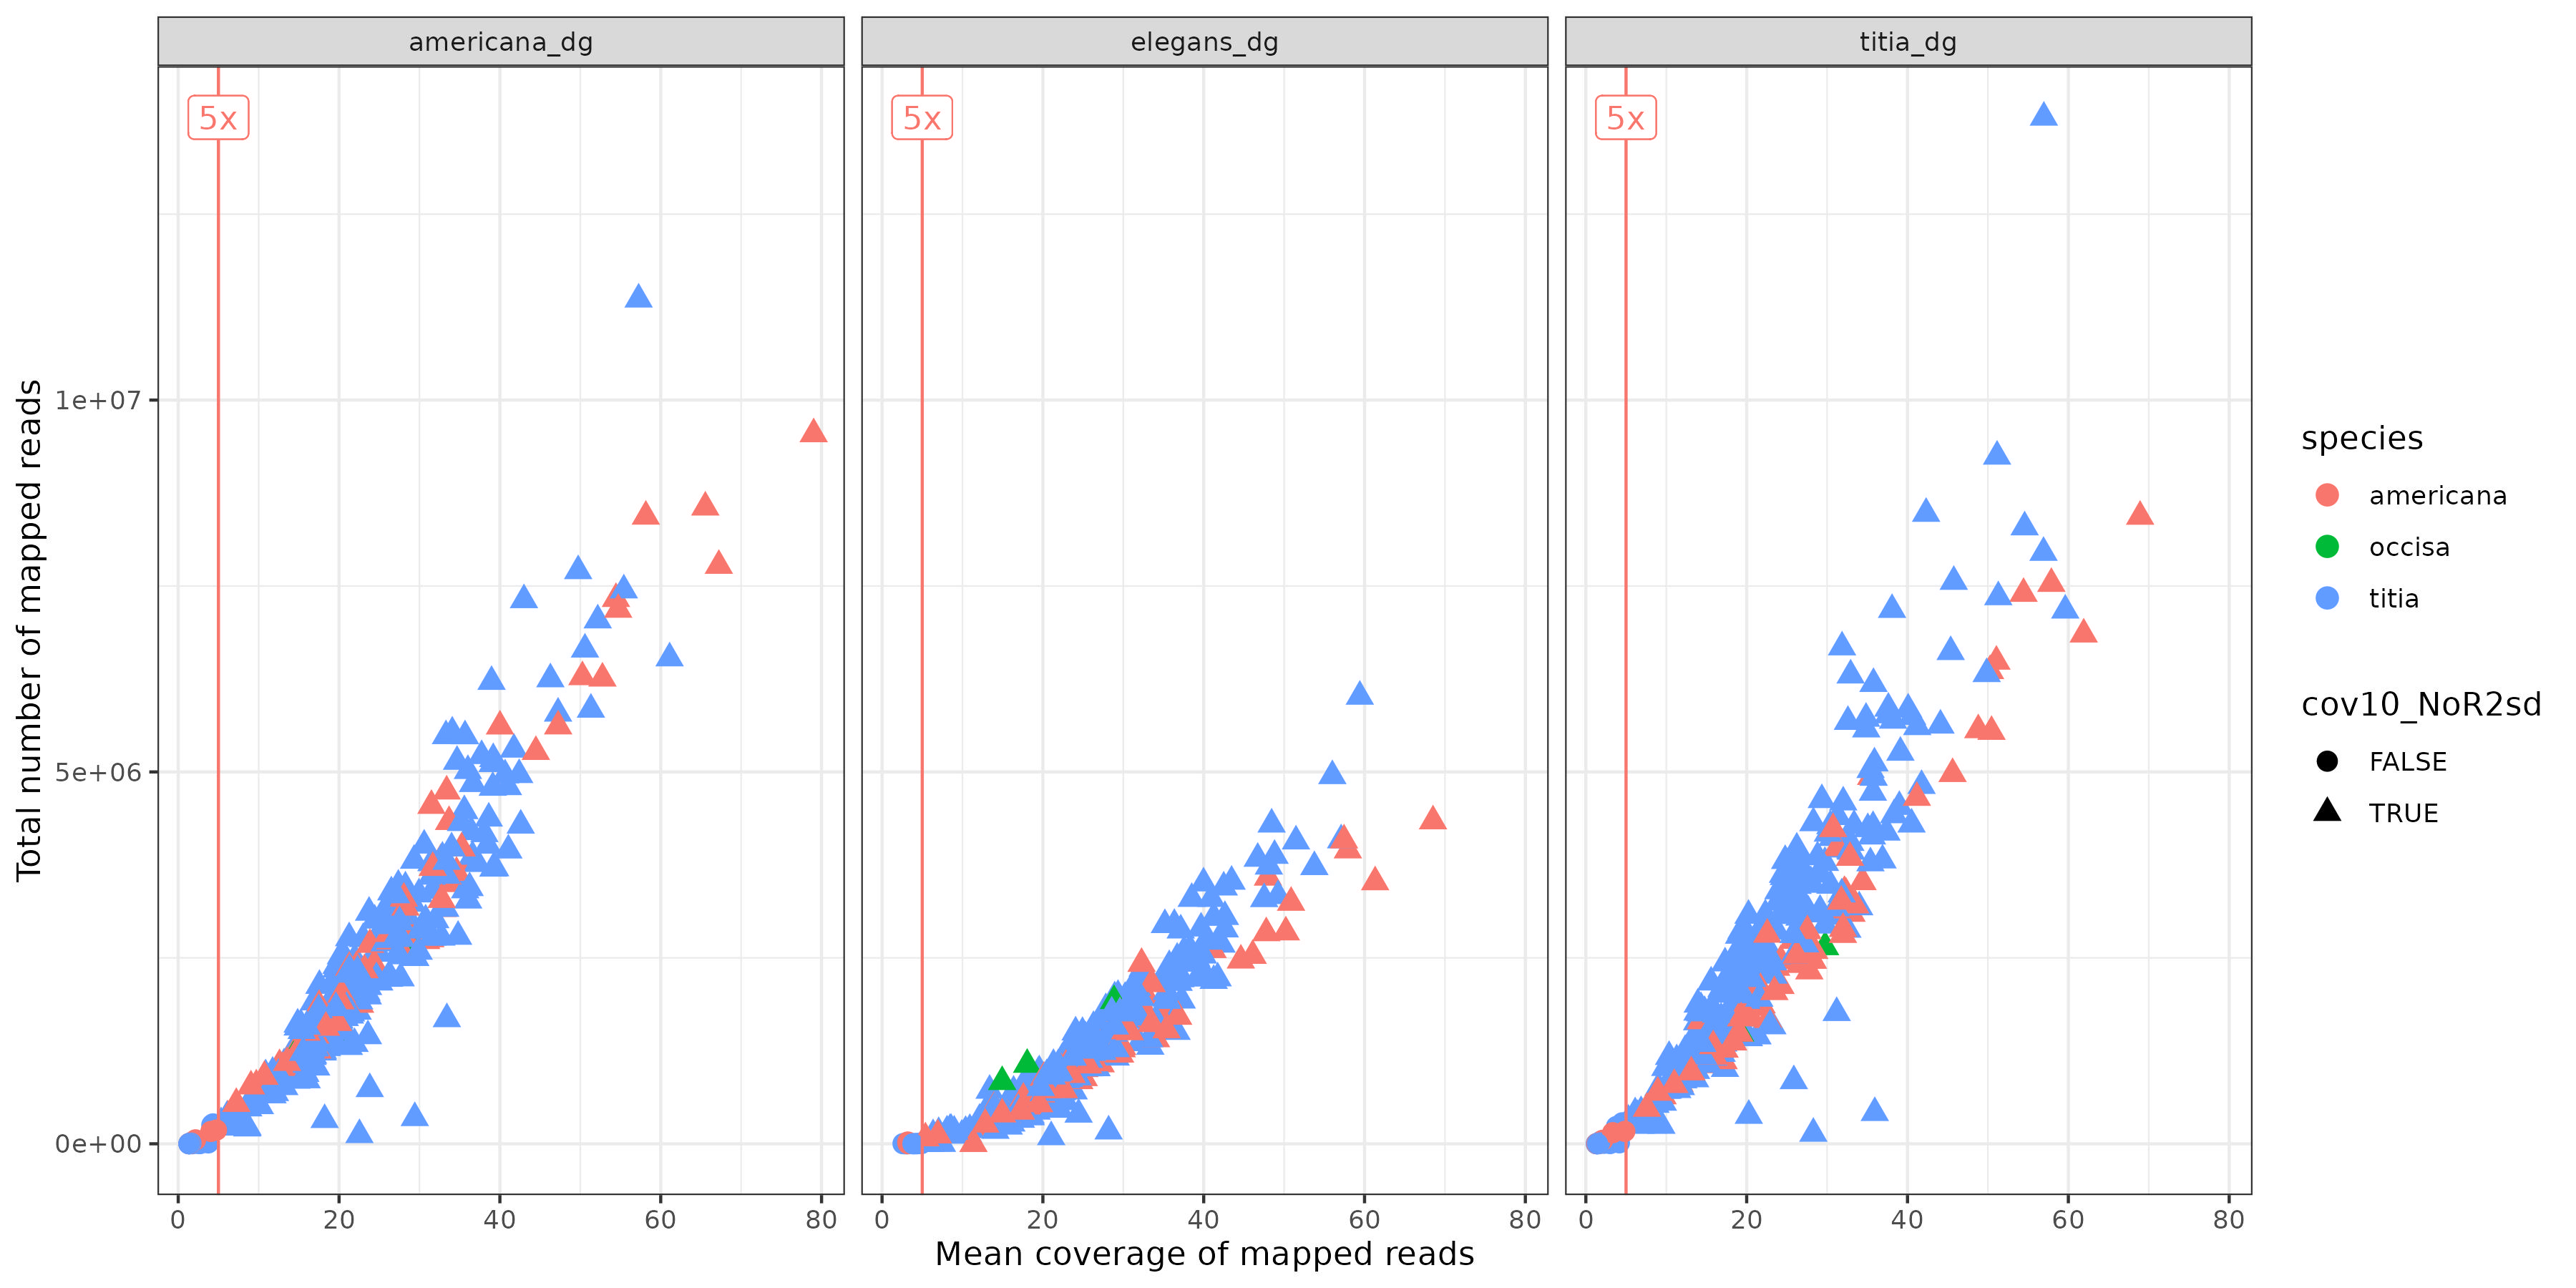 americana_dg
elegans_dg
titia_dg
5x
5x
5x
Total number of mapped reads
1e+07
5e+06
0e+00
0 20 40 60 80
0 20 40 60 80
0 20 40 60 80
Mean coverage of mapped reads
species
americana
occisa
titia
cov10_NoR2sd
FALSE
TRUE